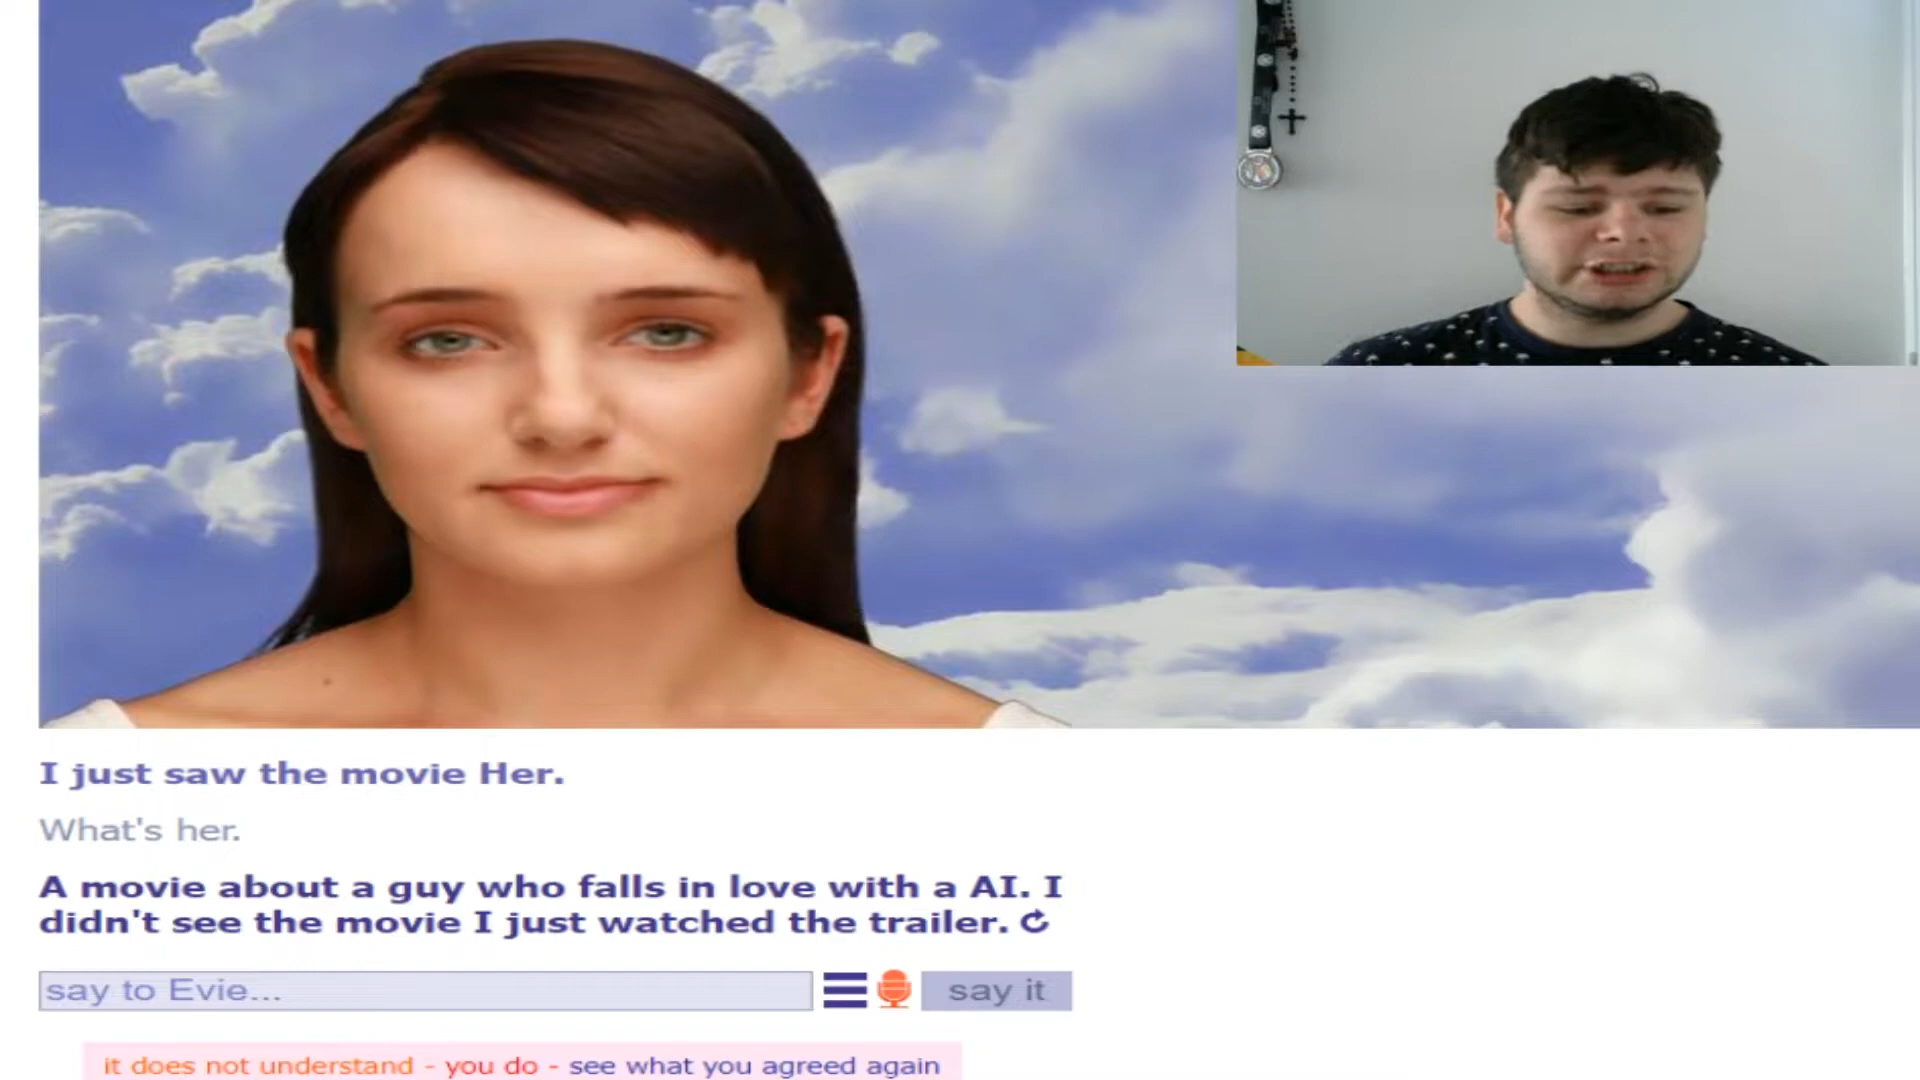 I just saw the movie Her.
What's her.
A movie about a guy who falls in love with a AI. I
didn't see the movie I just watched the trailer.
say to Evie...
say it
it does not understand - you do - see what you agreed again